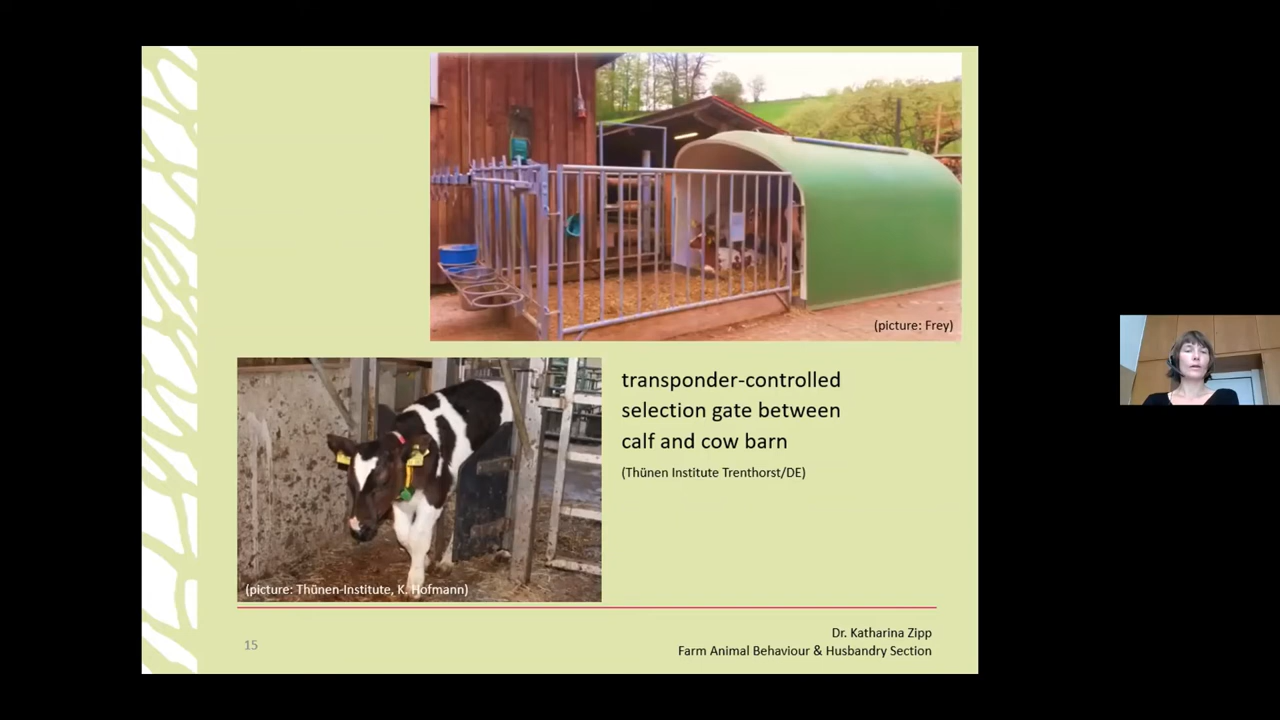 (picture: Frey)
transponder-controlled
selection gate between
calf and cow barn
(Thünen Institute Trenthorst/DE)
(picture: Thünen-Institute, K. Hofmann)
15
Dr. Katharina Zipp
Farm Animal Behaviour & Husbandry Section